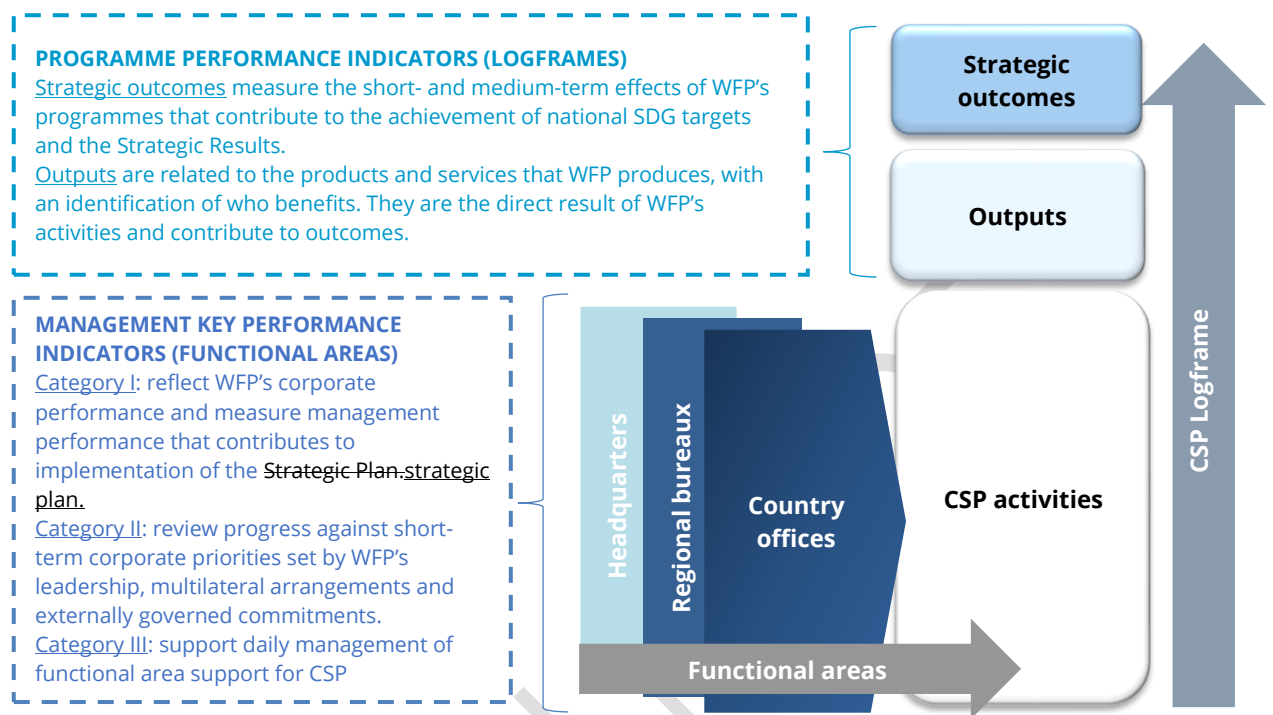 PROGRAMME PERFORMANCE INDICATORS (LOGFRAMES)
Strategic outcomes measure the short- and medium-term effects of WFP’s
programmes that contribute to the achievement of national SDG targets
and the Strategic Results.
Outputs are related to the products and services that WFP produces, with
an identification of who benefits. They are the direct result of WFP’s
activities and contribute to outcomes.
Strategic
outcomes
Outputs
MANAGEMENT KEY PERFORMANCE
INDICATORS (FUNCTIONAL AREAS)
Category I: reflect WFP’s corporate
performance and measure management
performance that contributes to
implementation of the Strategic Plan.strategic
plan.
Category II: review progress against short-
term corporate priorities set by WFP’s
leadership, multilateral arrangements and
externally governed commitments.
Category III: support daily management of
functional area support for CSP
Headquarters
Regional bureaux
Country
offices
CSP activities
Functional areas
CSP Logframe